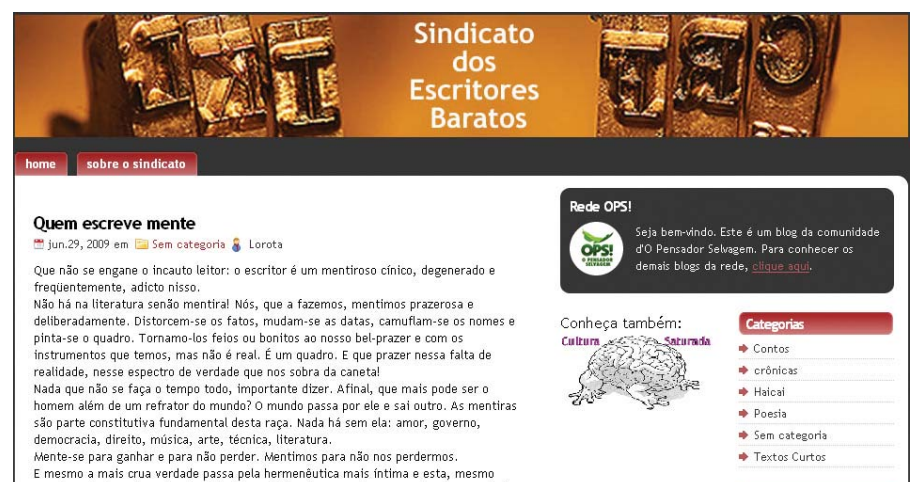 Sindicato
dos
Escritores
Baratos
home
sobre o sindicato
Quem escreve mente
jun.29, 2009 em Sem categoria Lorota
Que não se engane o incauto leitor: o escritor é um mentiroso cínico, degenerado e
freqüentemente, adicto nisso.
Não há na literatura senão mentira! Nós, que a fazemos, mentimos prazerosa e
deliberadamente. Distorcem-se os fatos, mudam-se as datas, camuflam-se os nomes e
pinta-se o quadro. Tornamo-los feios ou bonitos ao nosso bel-prazer e com os
instrumentos que temos, mas não é real. É um quadro. E que prazer nessa falta de
realidade, nesse espectro de verdade que nos sobra da caneta!
Nada que não se faça o tempo todo, importante dizer. Afinal, que mais pode ser o
homem além de um refrator do mundo? O mundo passa por ele e sai outro. As mentiras
são parte constitutiva fundamental desta raça. Nada há sem ela: amor, governo,
democracia, direito, música, arte, técnica, literatura.
Mente-se para ganhar e para não perder. Mentimos para não nos perdermos.
E mesmo a mais crua verdade passa pela hermenêutica mais íntima e esta, mesmo
Rede OPS!
OPS!
O PENSADOR
SELVAGEM
Seja bem-vindo. Este é um blog da comunidade
d'O Pensador Selvagem. Para conhecer os
demais blogs da rede, clique aqui.
Conheça também:
Cultura Saturada
Categorias
Contos
crônicas
Haicai
Poesia
Sem categoria
Textos Curtos